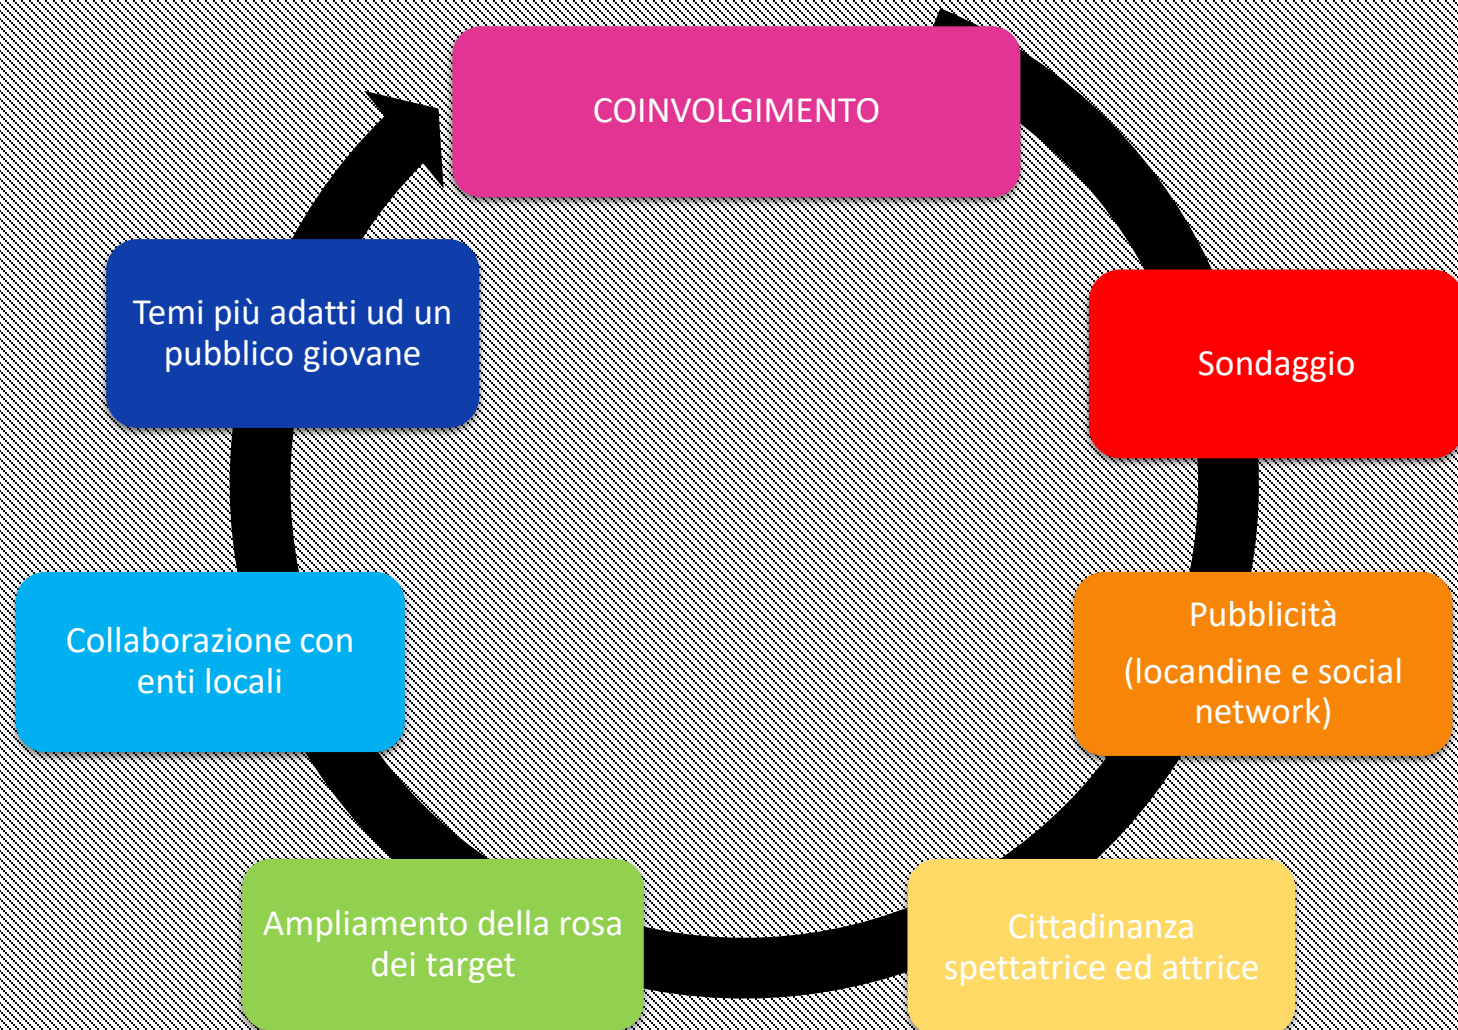 COINVOLGIMENTO
Sondaggio
Pubblicità
(locandine e social
network)
Cittadinanza
spettatrice ed attrice
Ampliamento della rosa
dei target
Collaborazione con
enti locali
Temi più adatti ud un
pubblico giovane